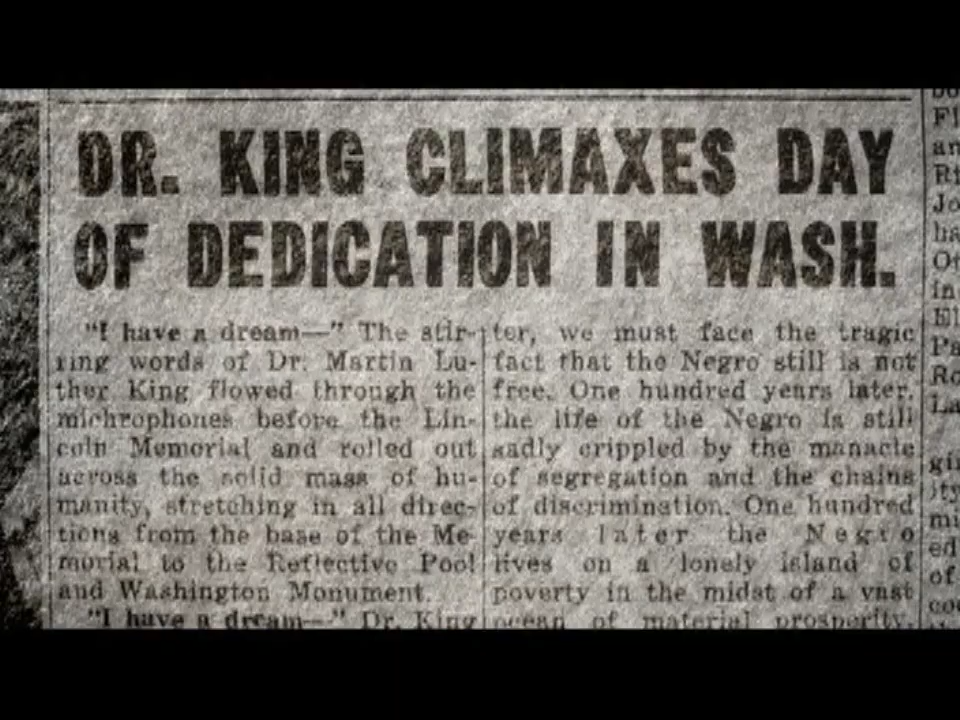 DR. KING CLIMAXES DAY
OF DEDICATION IN WASH.
"I have a dream—" The stir-
ring words of Dr. Martin Lu-
ther King flowed through the
michrophones before the Lin-
coln Memorial and rolled out
across the solid mass of hu-
manity, stretching in all direc-
tions from the base of the Me-
morial to the Reflective Pool
and Washington Monument.
"I have a dream—" Dr. King
ter, we must face the tragic
fact that the Negro still is not
free. One hundred years later,
the life of the Negro is still
sadly crippled by the manacle
of segregation and the chains
of discrimination. One hundred
years later the Negro
lives on a lonely island of
poverty in the midst of a vast
ocean of material prosperity.